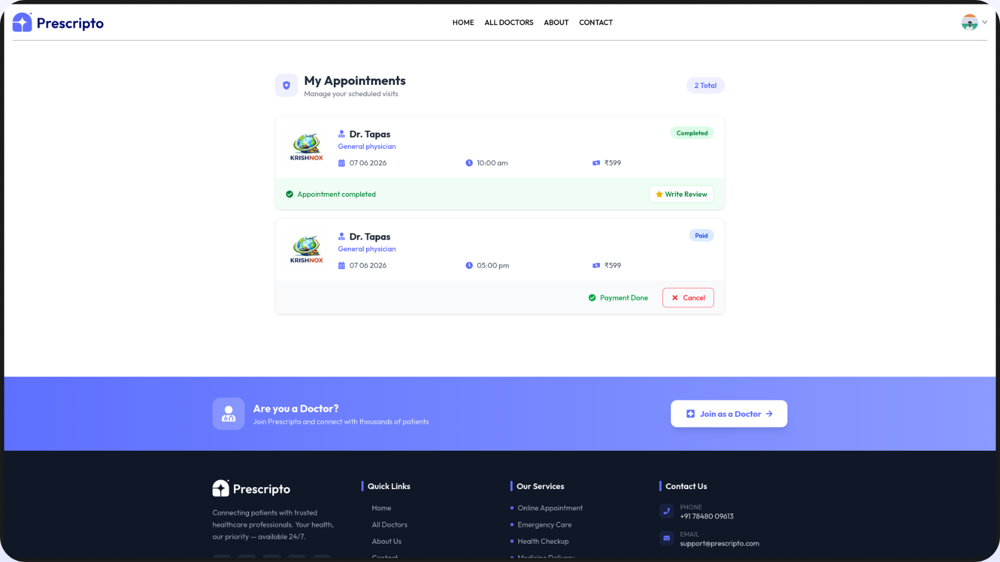 Prescripto
HOME ALL DOCTORS ABOUT CONTACT
My Appointments
Manage your scheduled visits
2 Total
KRISHNOX
Dr. Tapas
General physician
07 06 2026 10:00 am ₹599
Completed
Appointment completed
Write Review
KRISHNOX
Dr. Tapas
General physician
07 06 2026 05:00 pm ₹599
Paid
Payment Done
Cancel
Are you a Doctor?
Join Prescripto and connect with thousands of patients
Join as a Doctor
Prescripto
Connecting patients with trusted
healthcare professionals. Your health,
our priority — available 24/7.
Quick Links
Home
All Doctors
About Us
Contact
Our Services
Online Appointment
Emergency Care
Health Checkup
Medicine Delivery
Contact Us
PHONE
+91 78480 09613
EMAIL
support@prescripto.com